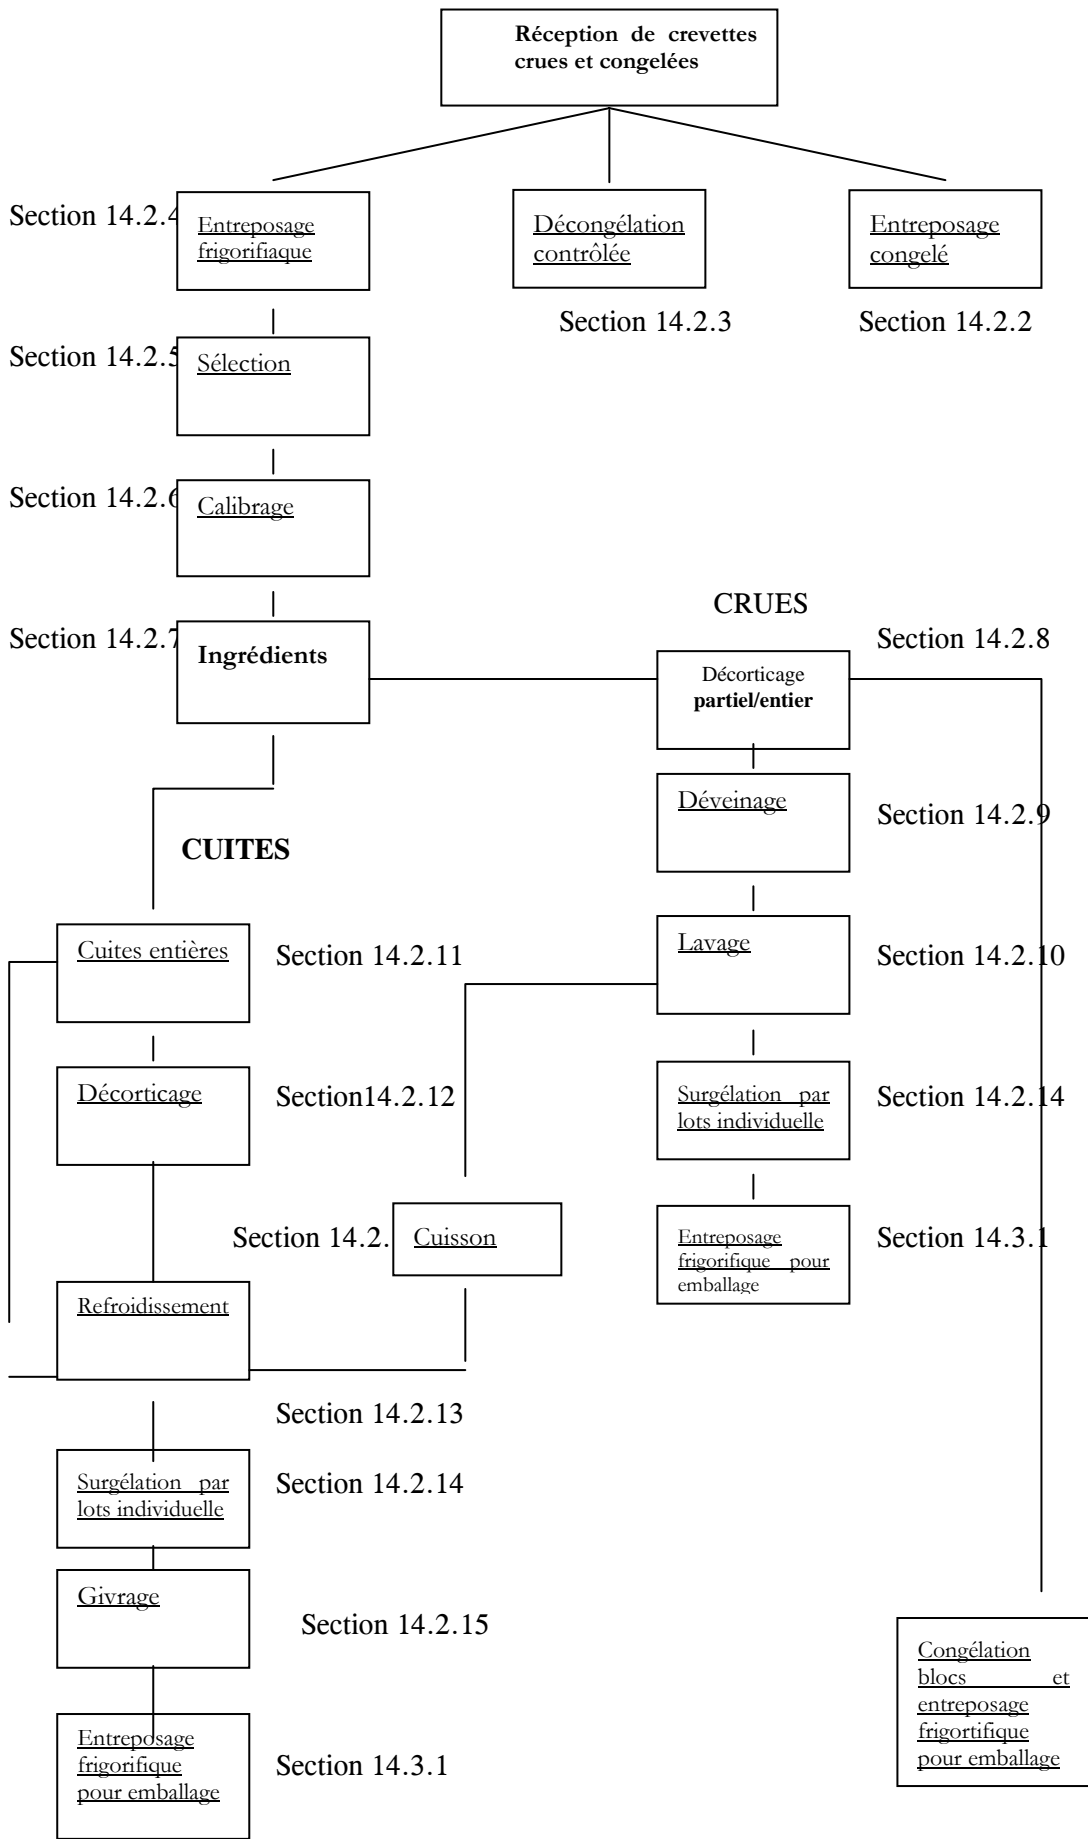 Réception de crevettes
crues et congelées
Section 14.2.4
Entreposage
frigorifiaque
Décongélation
contrôlée
Entreposage
congelé
Section 14.2.3
Section 14.2.2
Section 14.2.5
Sélection
Section 14.2.6
Calibrage
CRUES
Section 14.2.7
Ingrédients
Section 14.2.8
Décorticage
partiel/entier
Déveinage
Section 14.2.9
CUITES
Cuites entières
Section 14.2.11
Lavage
Section 14.2.10
Décorticage
Section14.2.12
Surgélation par
lots individuelle
Section 14.2.14
Section 14.2.
Cuisson
Entreposage
frigorifique pour
emballage
Section 14.3.1
Refroidissement
Section 14.2.13
Surgélation par
lots individuelle
Section 14.2.14
Givrage
Section 14.2.15
Congélation
blocs et
entreposage
frigortifique
pour emballage
Entreposage
frigorifique
pour emballage
Section 14.3.1